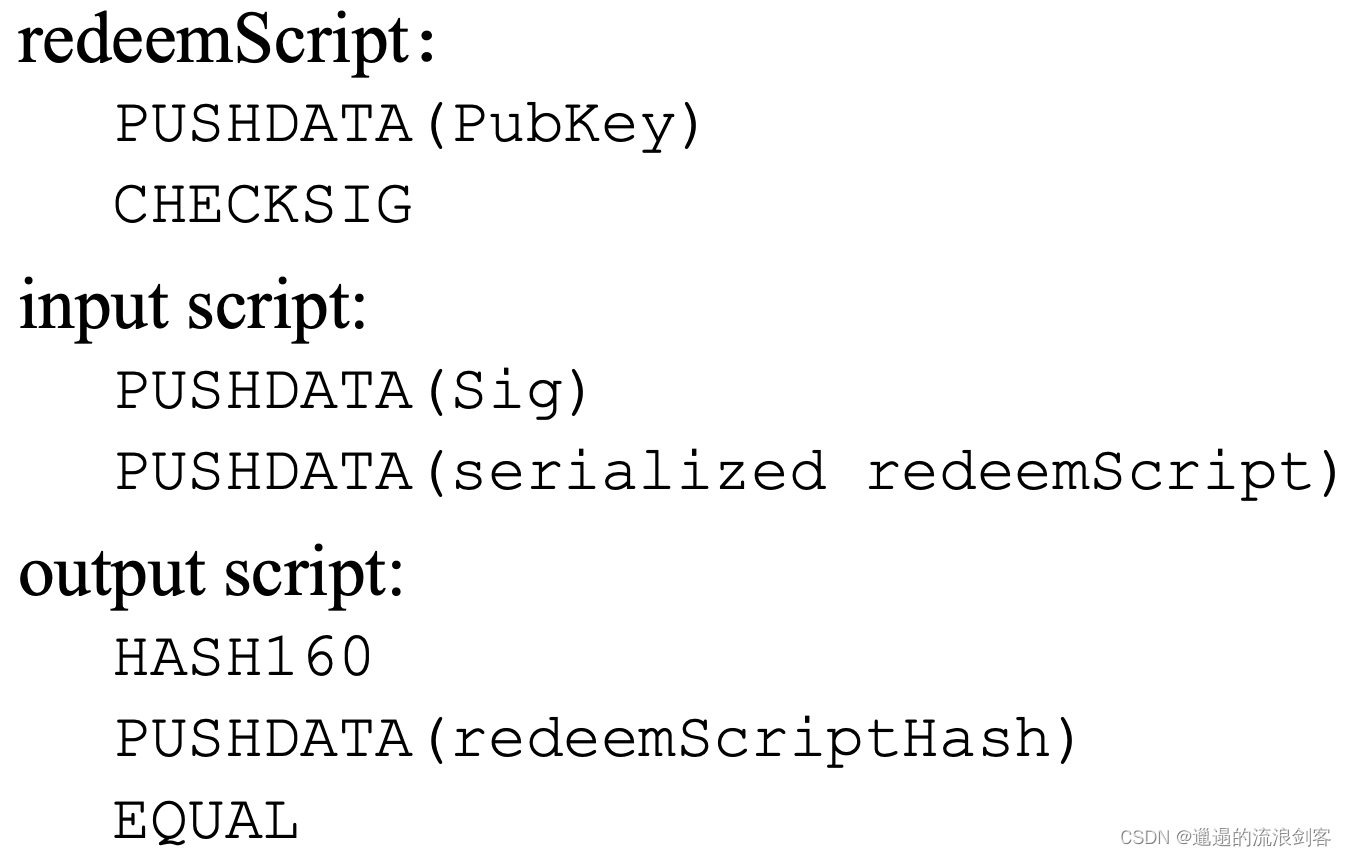 redeemScript:
PUSHDATA(PubKey)
CHECKSIG
input script:
PUSHDATA(Sig)
PUSHDATA(serialized redeemScript)
output script:
HASH160
PUSHDATA(redeemScriptHash)
EQUAL
CSDN @邋遢的流浪剑客